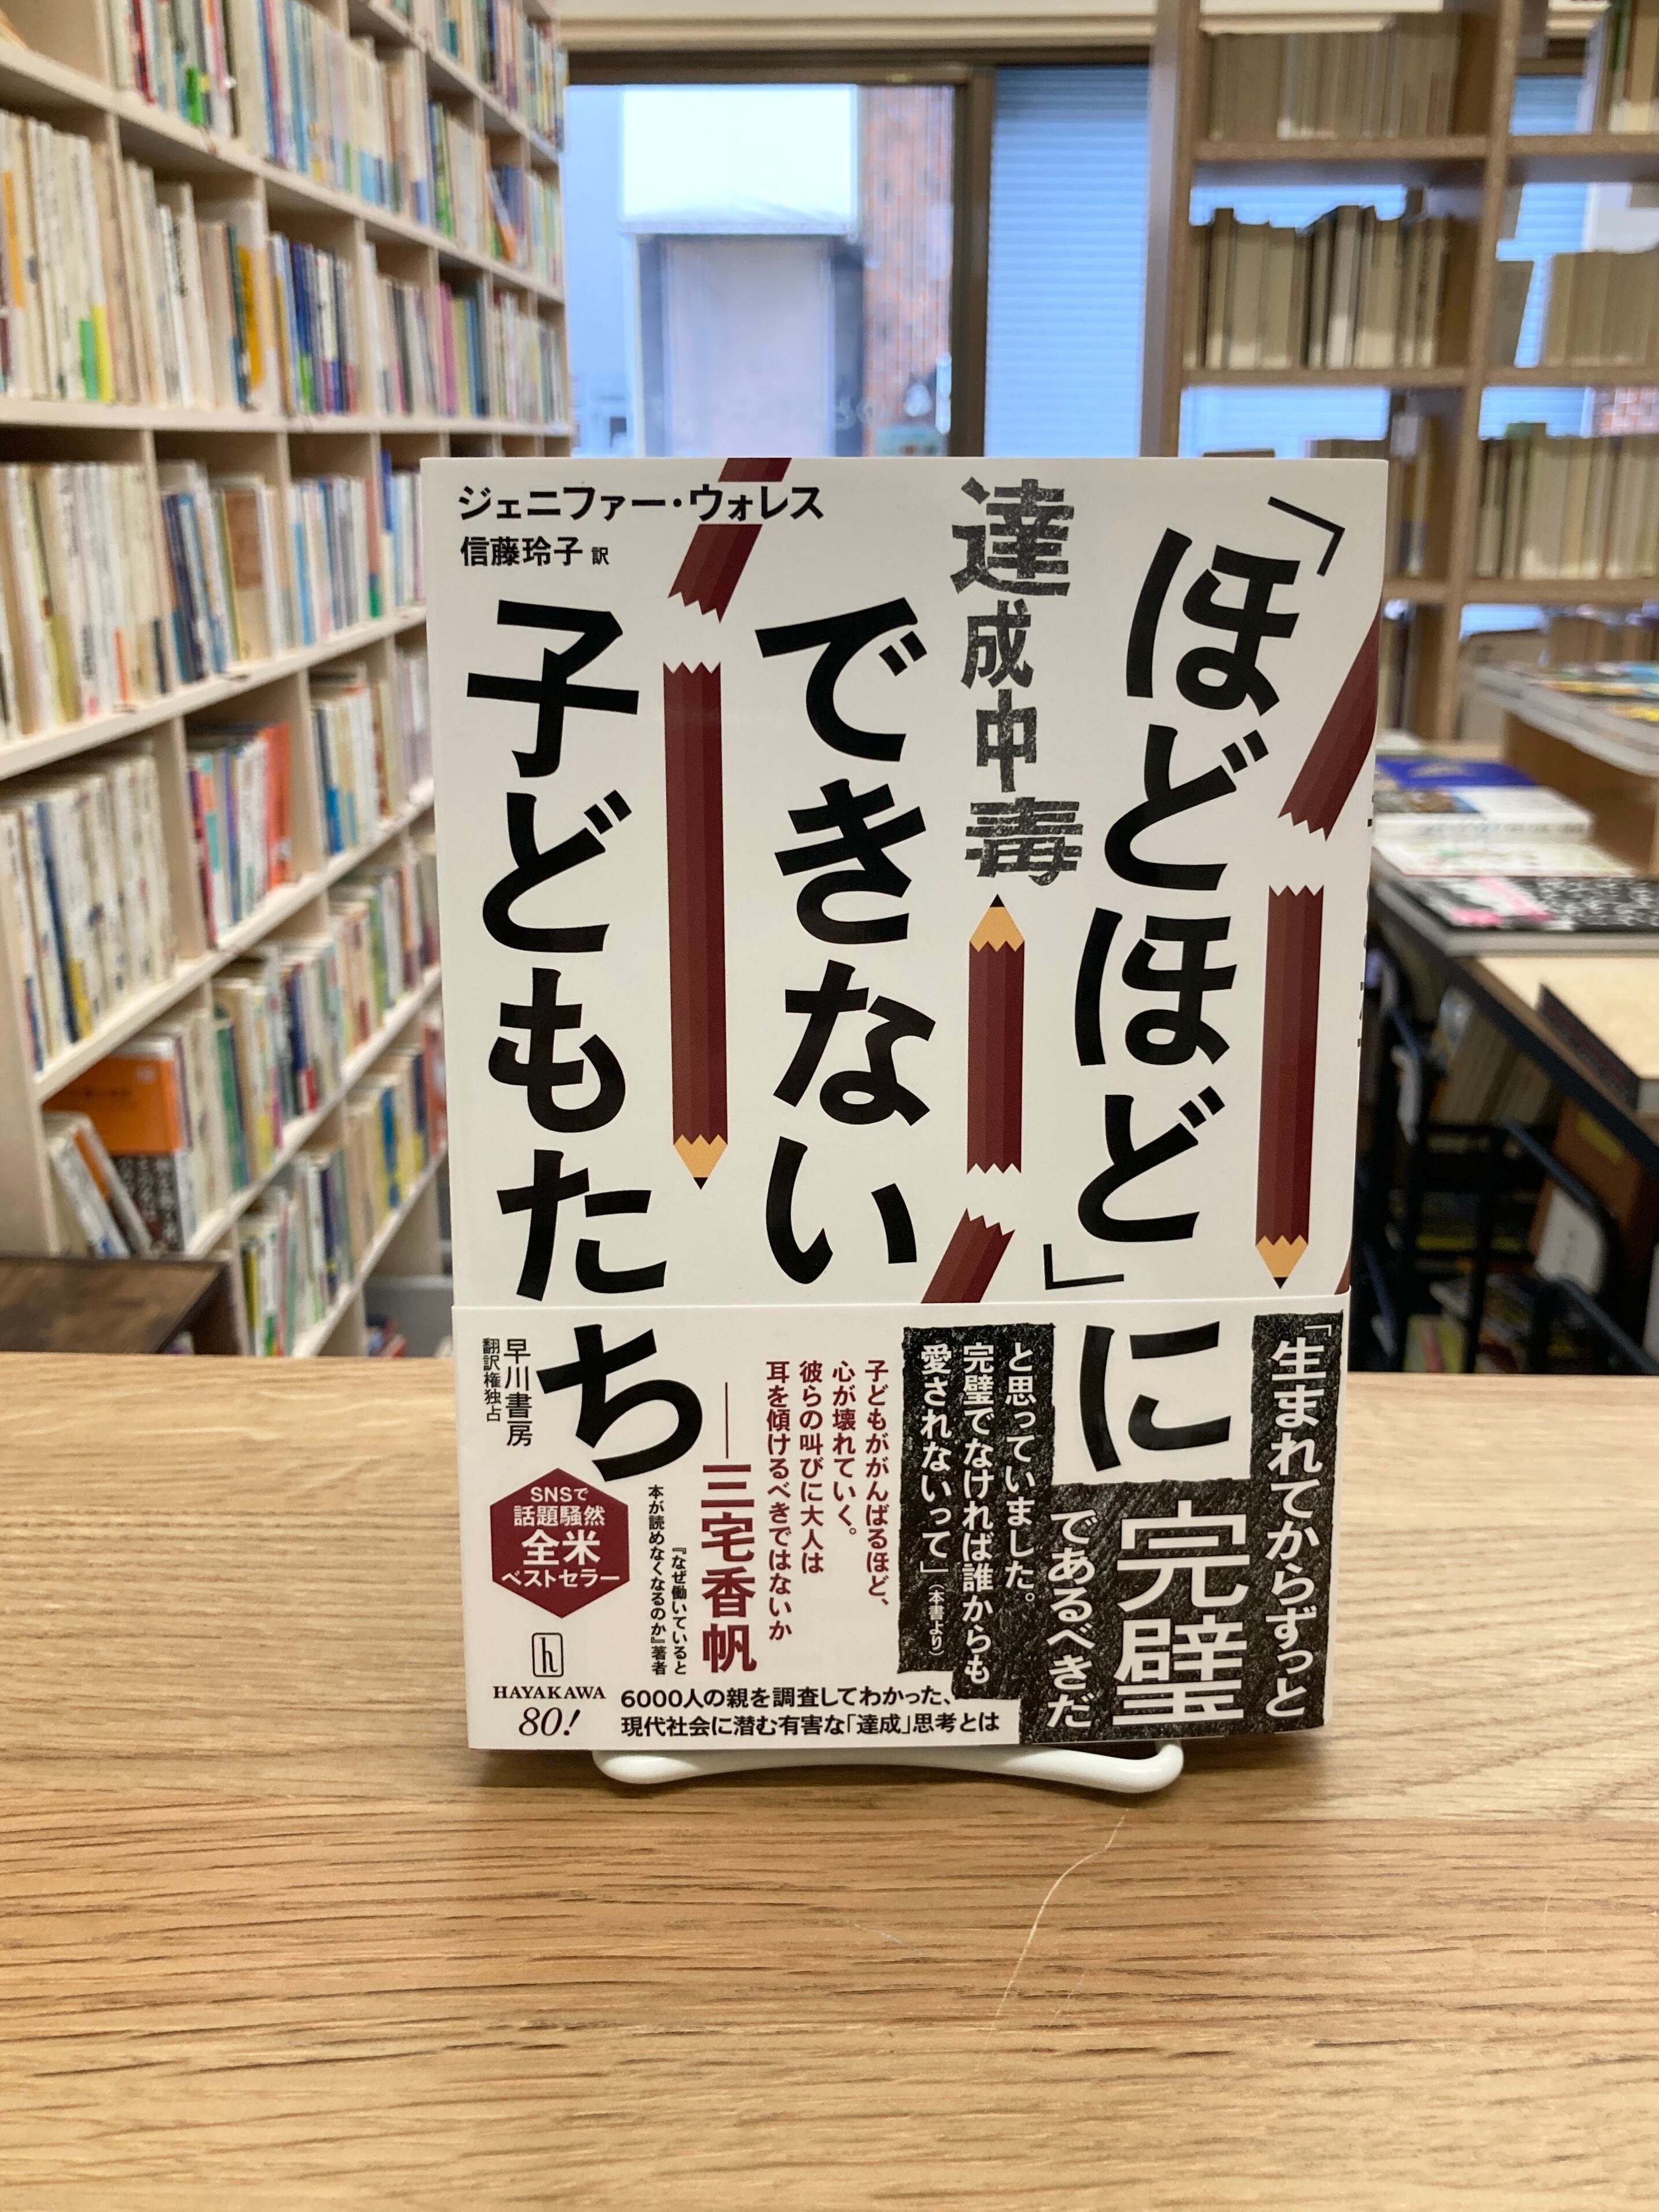 ジェニファー・ウォレス
信藤玲子 訳
「ほどほど」に
できない
子どもたち
達成中毒
「生まれてからずっと
完璧
であるべきだ
と思っていました。
完璧でなければ誰からも
愛されないって」(本書より)
子どもががんばるほど、
心が壊れていく。
彼らの叫びに大人は
耳を傾けるべきではないか
――三宅香帆
『なぜ働いていると
本が読めなくなるのか』著者
早川書房
翻訳権独占
SNSで
話題騒然
全米
ベストセラー
h
HAYAKAWA
80!
6000人の親を調査してわかった、
現代社会に潜む有害な「達成」思考とは